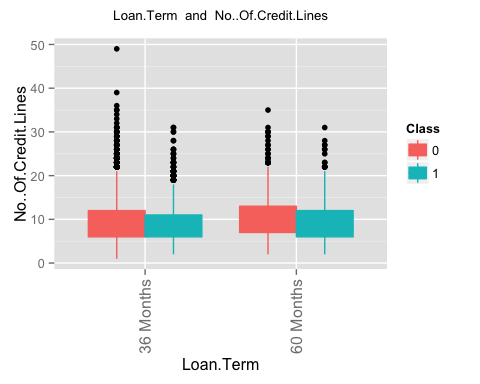 Loan.Term and No..Of.Credit.Lines
No..Of.Credit.Lines
50
40
30
20
10
0
36 Months
60 Months
Loan.Term
Class
0
1